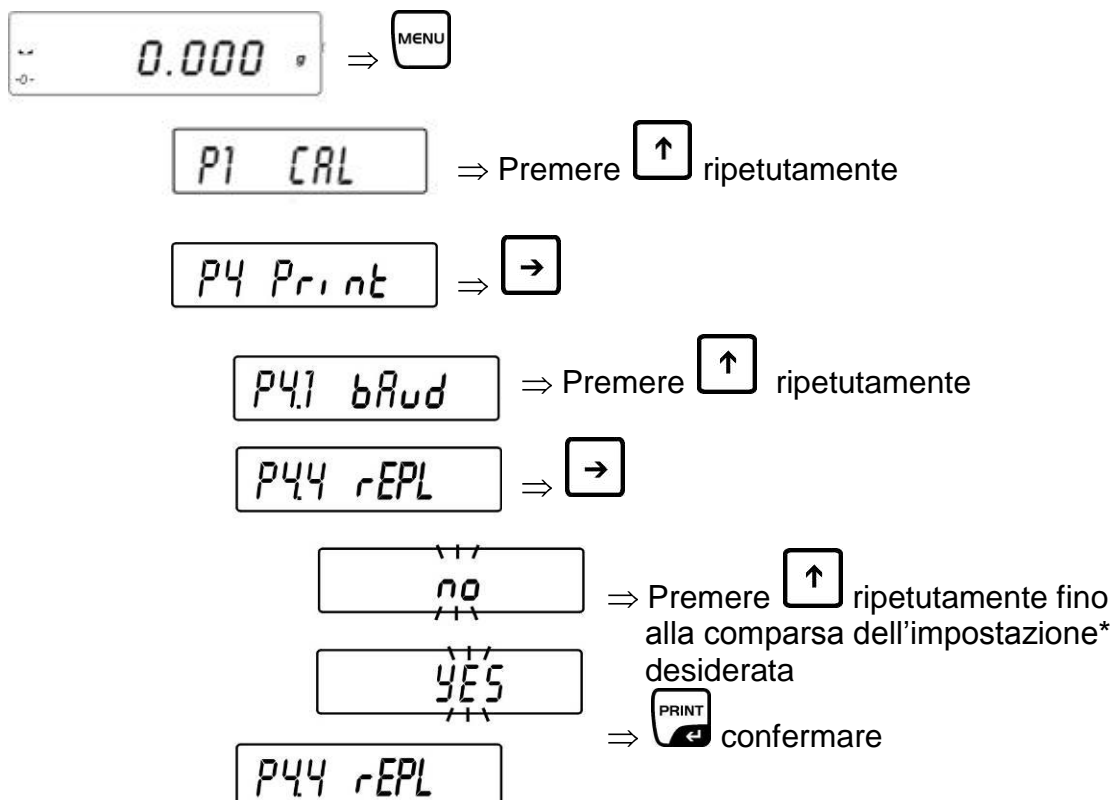 0.000 g ⇒ MENU
-0-
P1 CAL ⇒ Premere ↑ ripetutamente
P4 Print ⇒ →
P4.1 bAud ⇒ Premere ↑ ripetutamente
P4.4 rEPL ⇒ →
no ⇒ Premere ↑ ripetutamente fino
alla comparsa dell'impostazione*
desiderata
YES
⇒ PRINT confermare
P4.4 rEPL